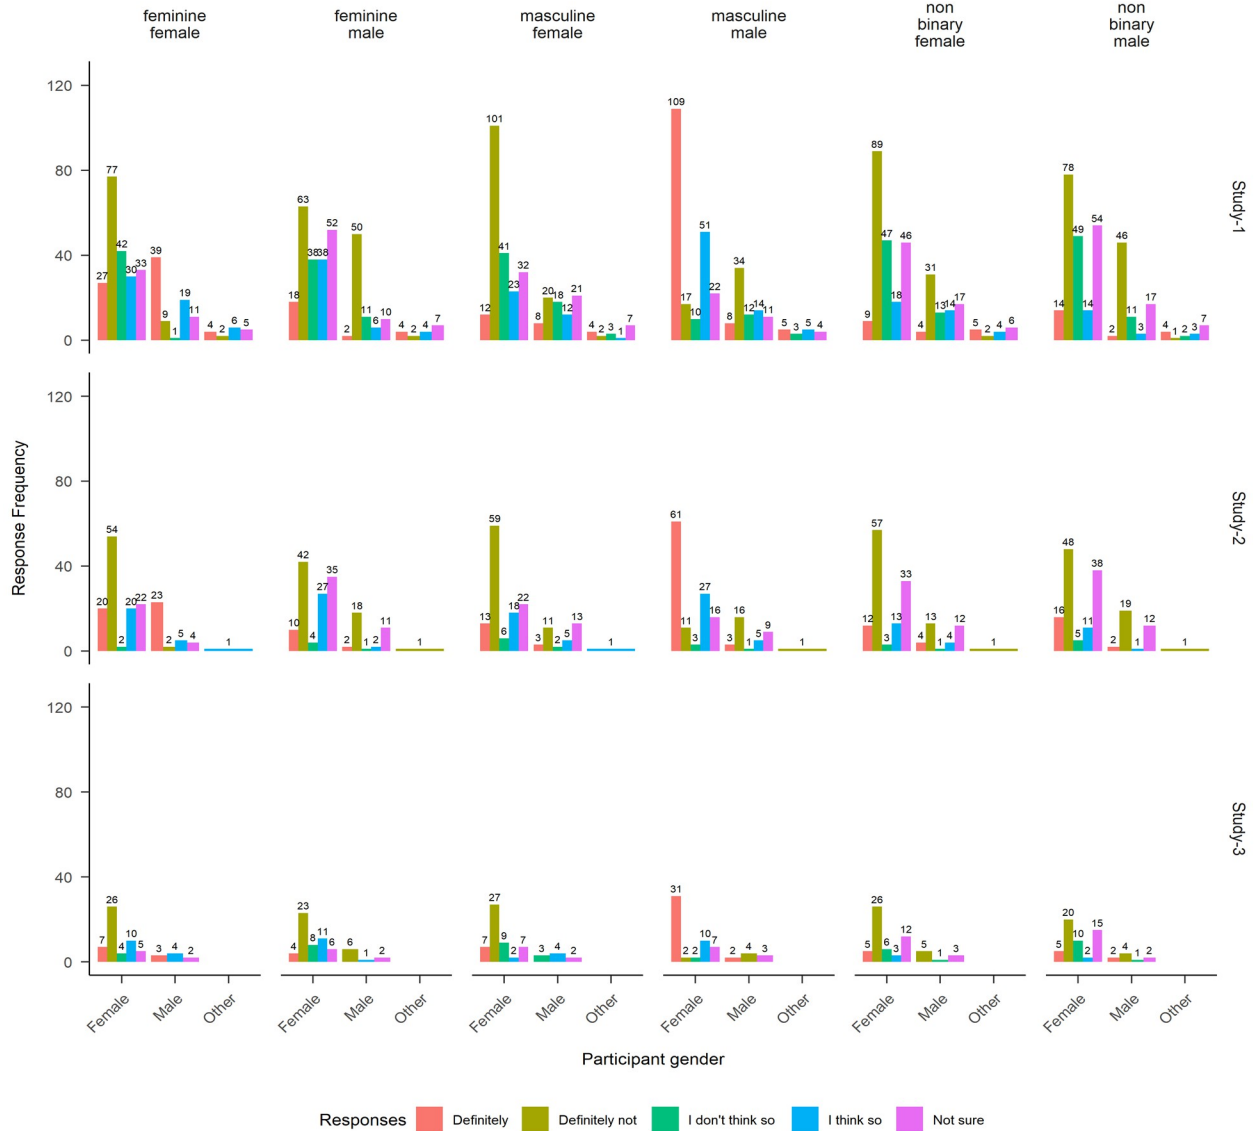 feminine
female
feminine
male
masculine
female
masculine
male
non
binary
female
non
binary
male
120
80
40
0
27 77 42 30 33 39 9 1 19 11 4 2 6 5
18 63 38 38 52 2 50 11 6 10 4 2 4 7
12 101 41 23 32 8 20 18 12 21 4 2 3 1 7
109 17 10 51 22 8 34 12 14 11 5 3 5 4
9 89 47 18 46 4 31 13 14 17 5 2 4 6
14 78 49 14 54 2 46 11 3 17 4 1 2 3 7
Study-1
Response Frequency
120
80
40
0
20 54 2 20 22 23 2 5 4 1
10 42 4 27 35 2 18 1 2 11 1
13 59 6 18 22 3 11 2 5 13 1
61 11 3 27 16 3 16 1 5 9 1
12 57 3 13 33 4 13 1 4 12 1
16 48 5 11 38 2 19 1 12 1
Study-2
120
80
40
0
7 26 4 10 5 3 4 2
4 23 8 11 6 6 1 2
7 27 9 2 7 3 4 2
31 2 2 10 7 2 4 3
5 26 6 3 12 5 1 3
5 20 10 2 15 2 4 1 2
Study-3
Female Male Other
Female Male Other
Female Male Other
Female Male Other
Female Male Other
Female Male Other
Participant gender
Responses Definitely Definitely not I don't think so I think so Not sure